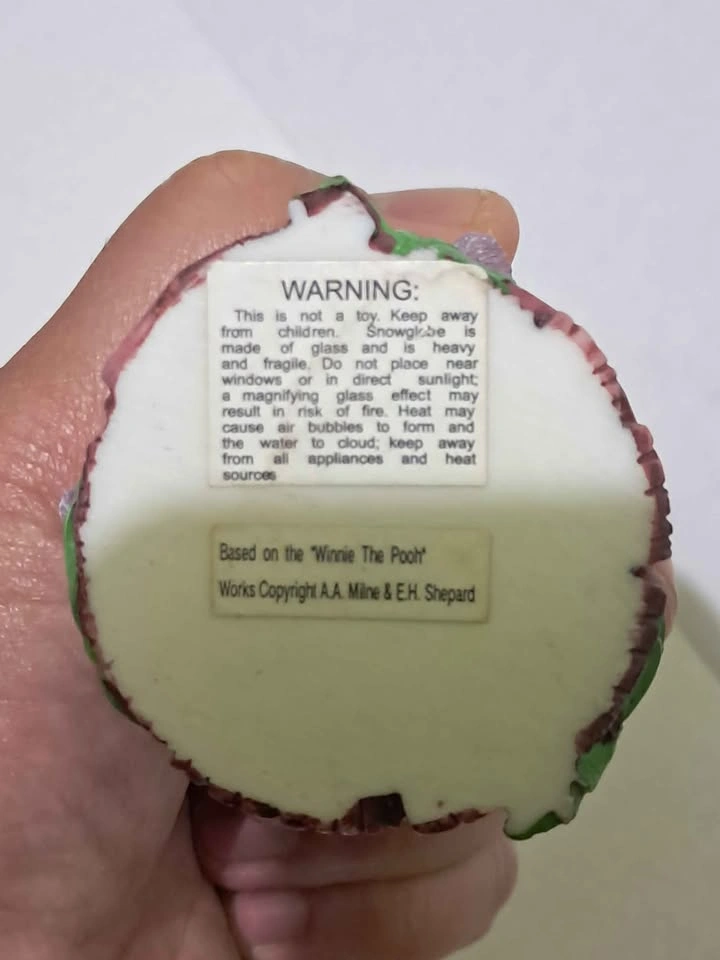 WARNING:
This is not a toy. Keep away
from children. Snowglobe is
made of glass and is heavy
and fragile. Do not place near
windows or in direct sunlight;
a magnifying glass effect may
result in risk of fire. Heat may
cause air bubbles to form and
the water to cloud; keep away
from all appliances and heat
sources
Based on the "Winnie The Pooh"
Works Copyright A.A. Milne & E.H. Shepard